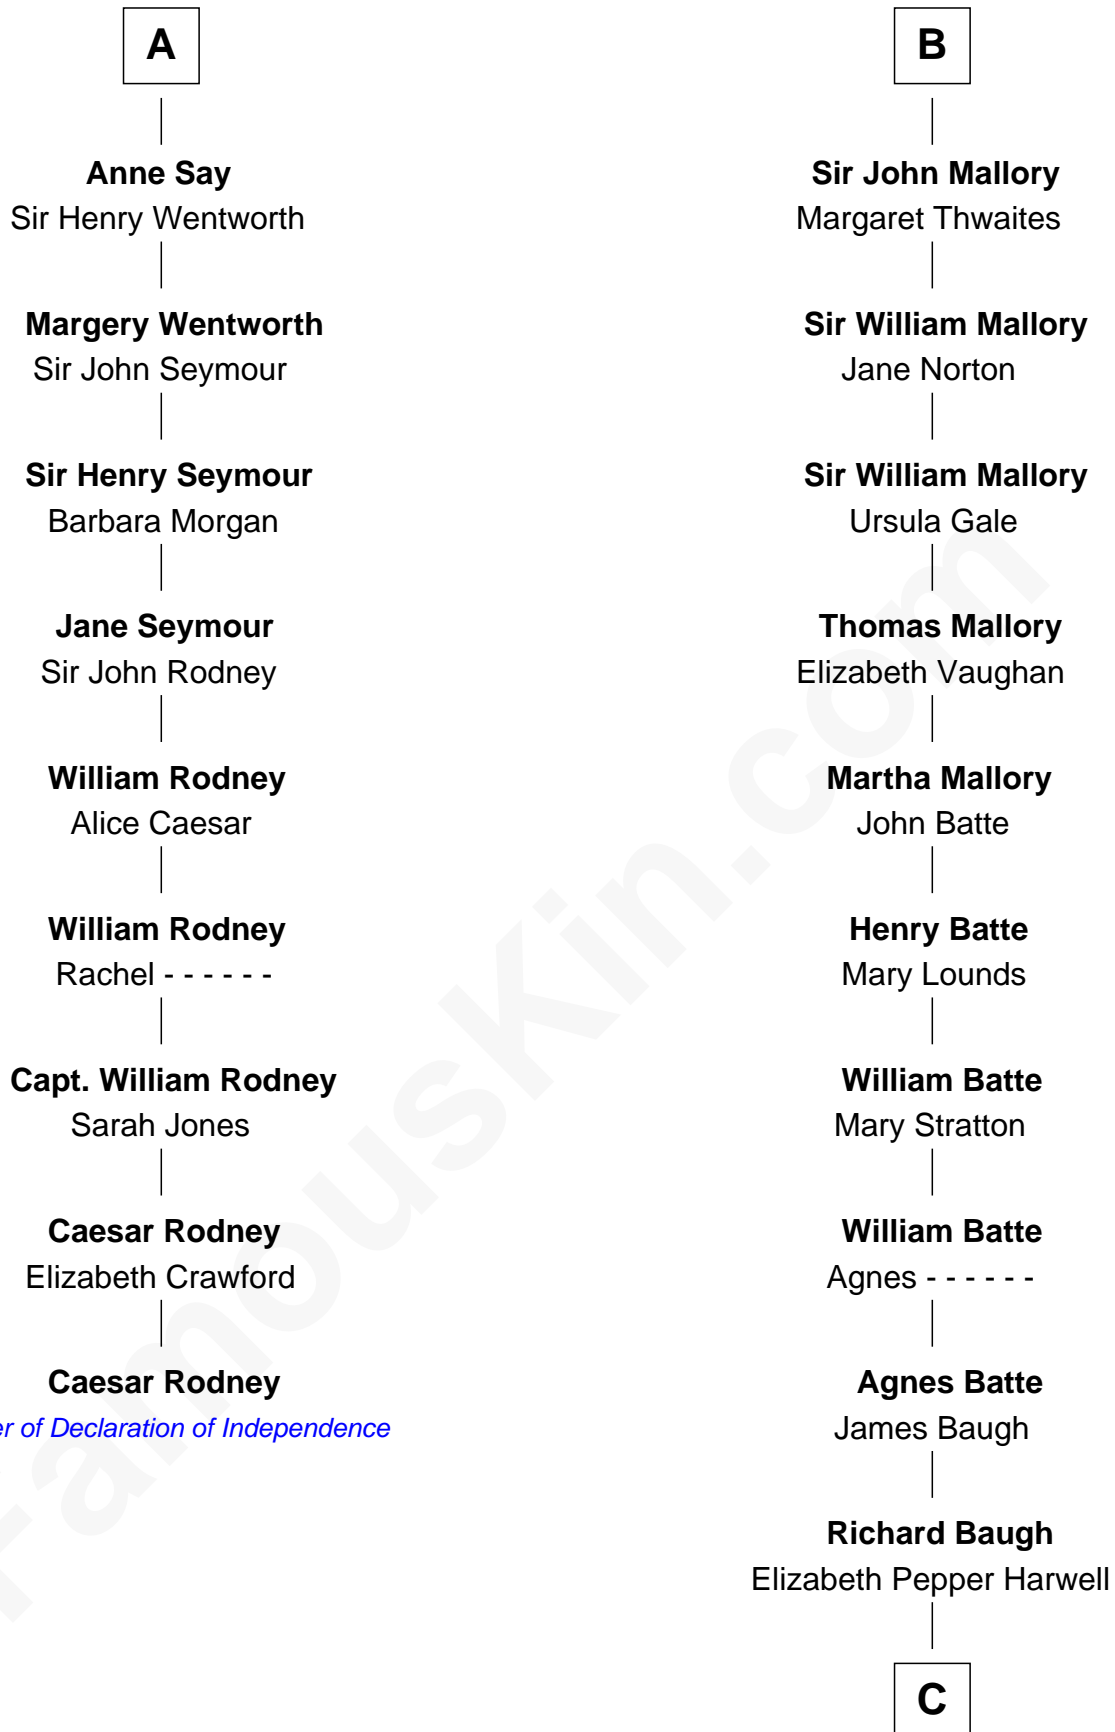 A
Anne Say
Sir Henry Wentworth
Margery Wentworth
Sir John Seymour
Sir Henry Seymour
Barbara Morgan
Jane Seymour
Sir John Rodney
William Rodney
Alice Caesar
William Rodney
Rachel - - - - - -
Capt. William Rodney
Sarah Jones
Caesar Rodney
Elizabeth Crawford
Caesar Rodney
er of Declaration of Independence
B
Sir John Mallory
Margaret Thwaites
Sir William Mallory
Jane Norton
Sir William Mallory
Ursula Gale
Thomas Mallory
Elizabeth Vaughan
Martha Mallory
John Batte
Henry Batte
Mary Lounds
William Batte
Mary Stratton
William Batte
Agnes - - - - - -
Agnes Batte
James Baugh
Richard Baugh
Elizabeth Pepper Harwell
C
FamousKin.com